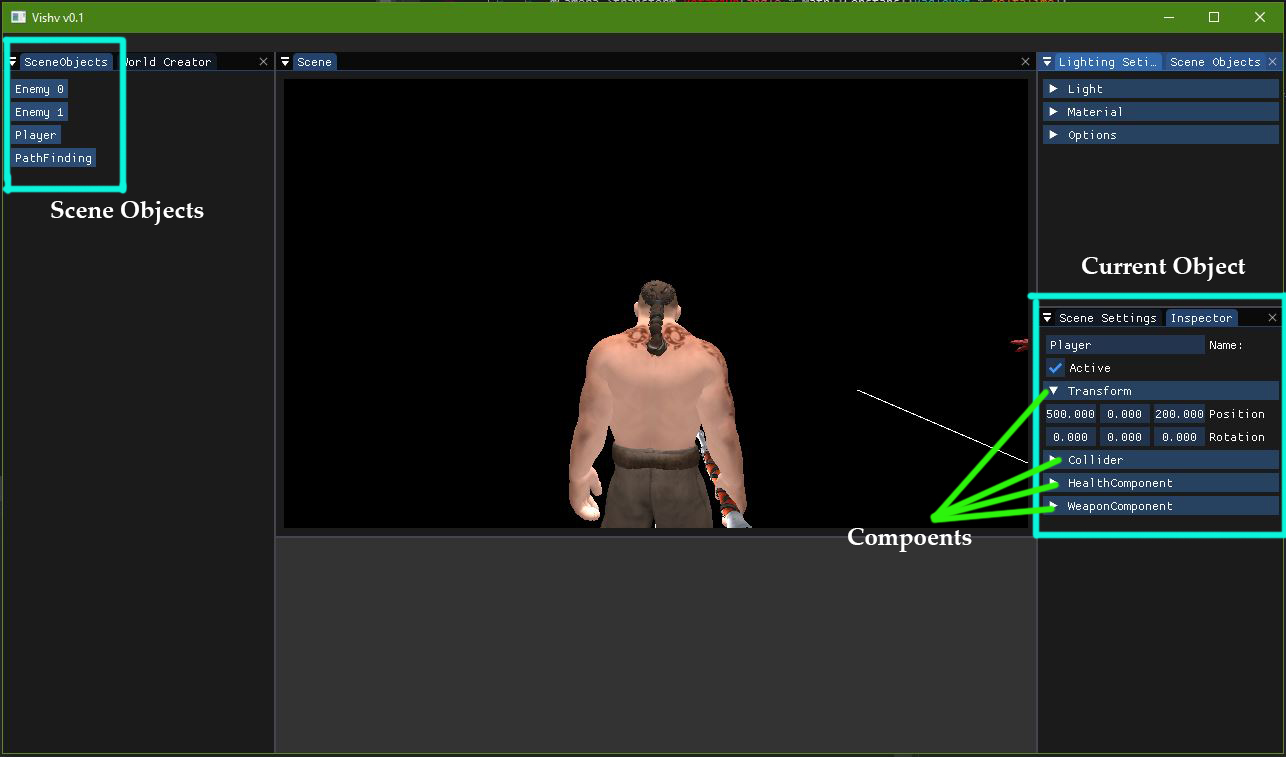 Vishv v0.1
SceneObjects
orld Creator
Enemy 0
Enemy 1
Player
PathFinding
Scene Objects
Scene
Lighting Seti…
Scene Objects
Light
Material
Options
Current Object
Scene Settings
Inspector
Player Name:
Active
Transform
500.000 0.000 200.000 Position
0.000 0.000 0.000 Rotation
Collider
HealthComponent
WeaponComponent
Compoents